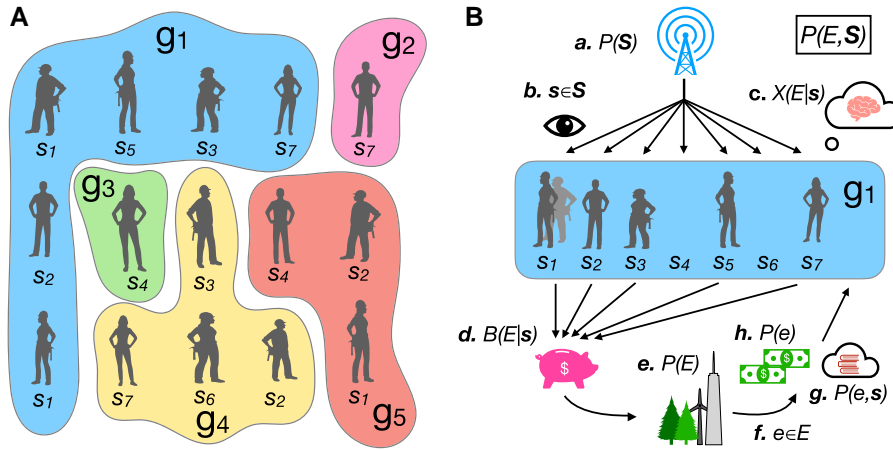 A
g1
g2
s1
s5
s3
s7
s7
g3
s2
s4
s3
s4
s2
s1
s7
s6
s2
s1
g4
g5
B
a. P(S)
P(E,S)
b. s∈S
c. X(E|s)
g1
s1
s2
s3
s4
s5
s6
s7
d. B(E|s)
$
e. P(E)
h. P(e)
$
$
g. P(e,s)
f. e∈E